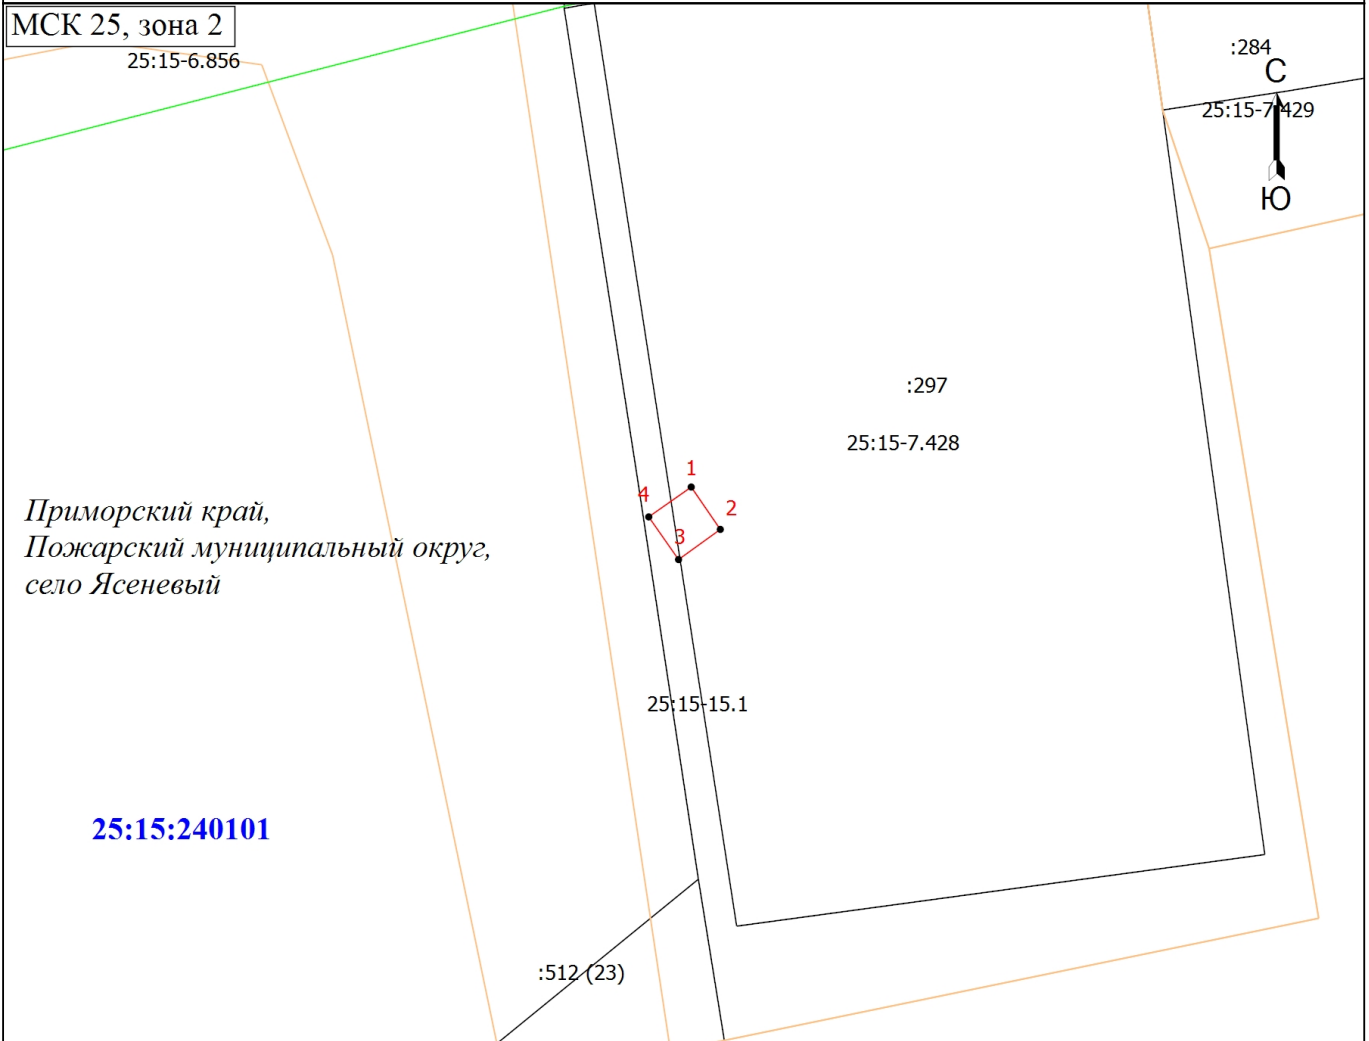 МСК 25, зона 2
25:15-6.856
:284
С
25:15-7.429
Ю
:297
25:15-7.428
1
4
2
3
Приморский край,
Пожарский муниципальный округ,
село Ясеневый
25:15-15.1
25:15:240101
:512 (23)